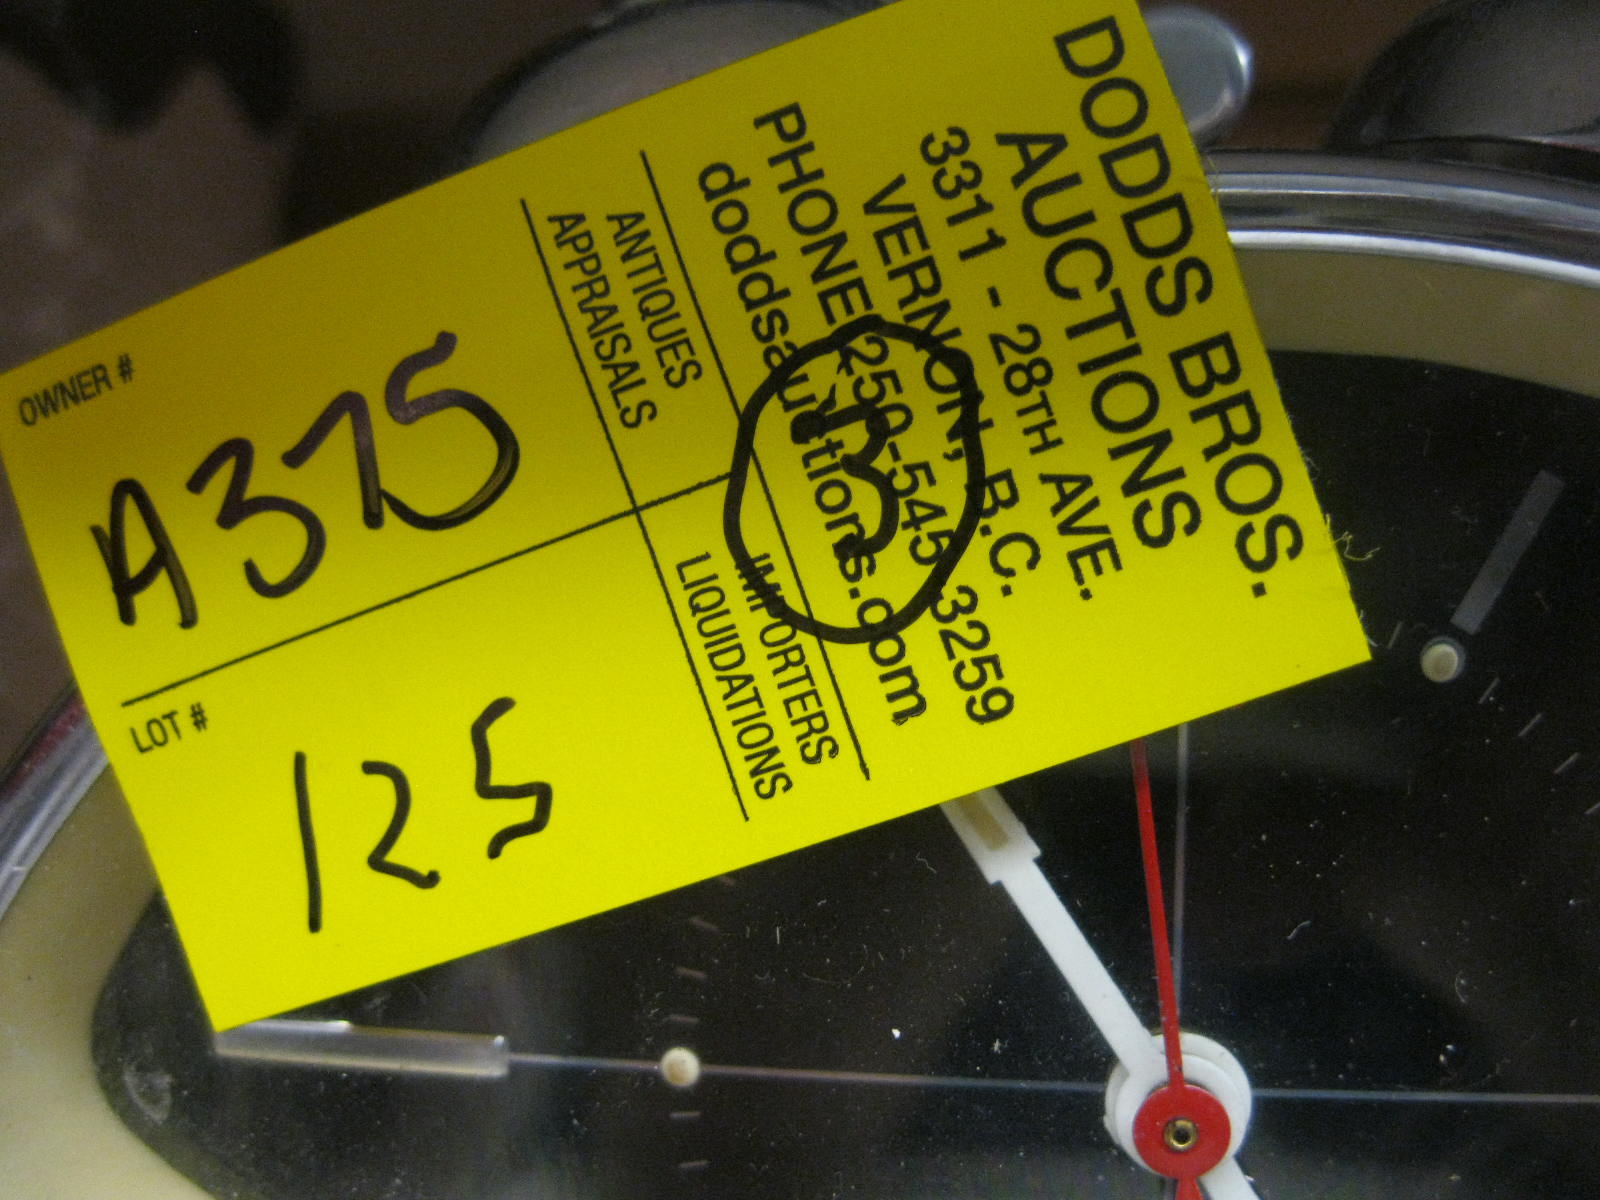 DODDS BROS.
AUCTIONS
3311 - 28TH AVE.
VERNON, B.C.
PHONE 250-545-3259
doddsauctions.com
ANTIQUES
APPRAISALS
IMPORTERS
LIQUIDATIONS
B
OWNER #
A375
LOT #
125